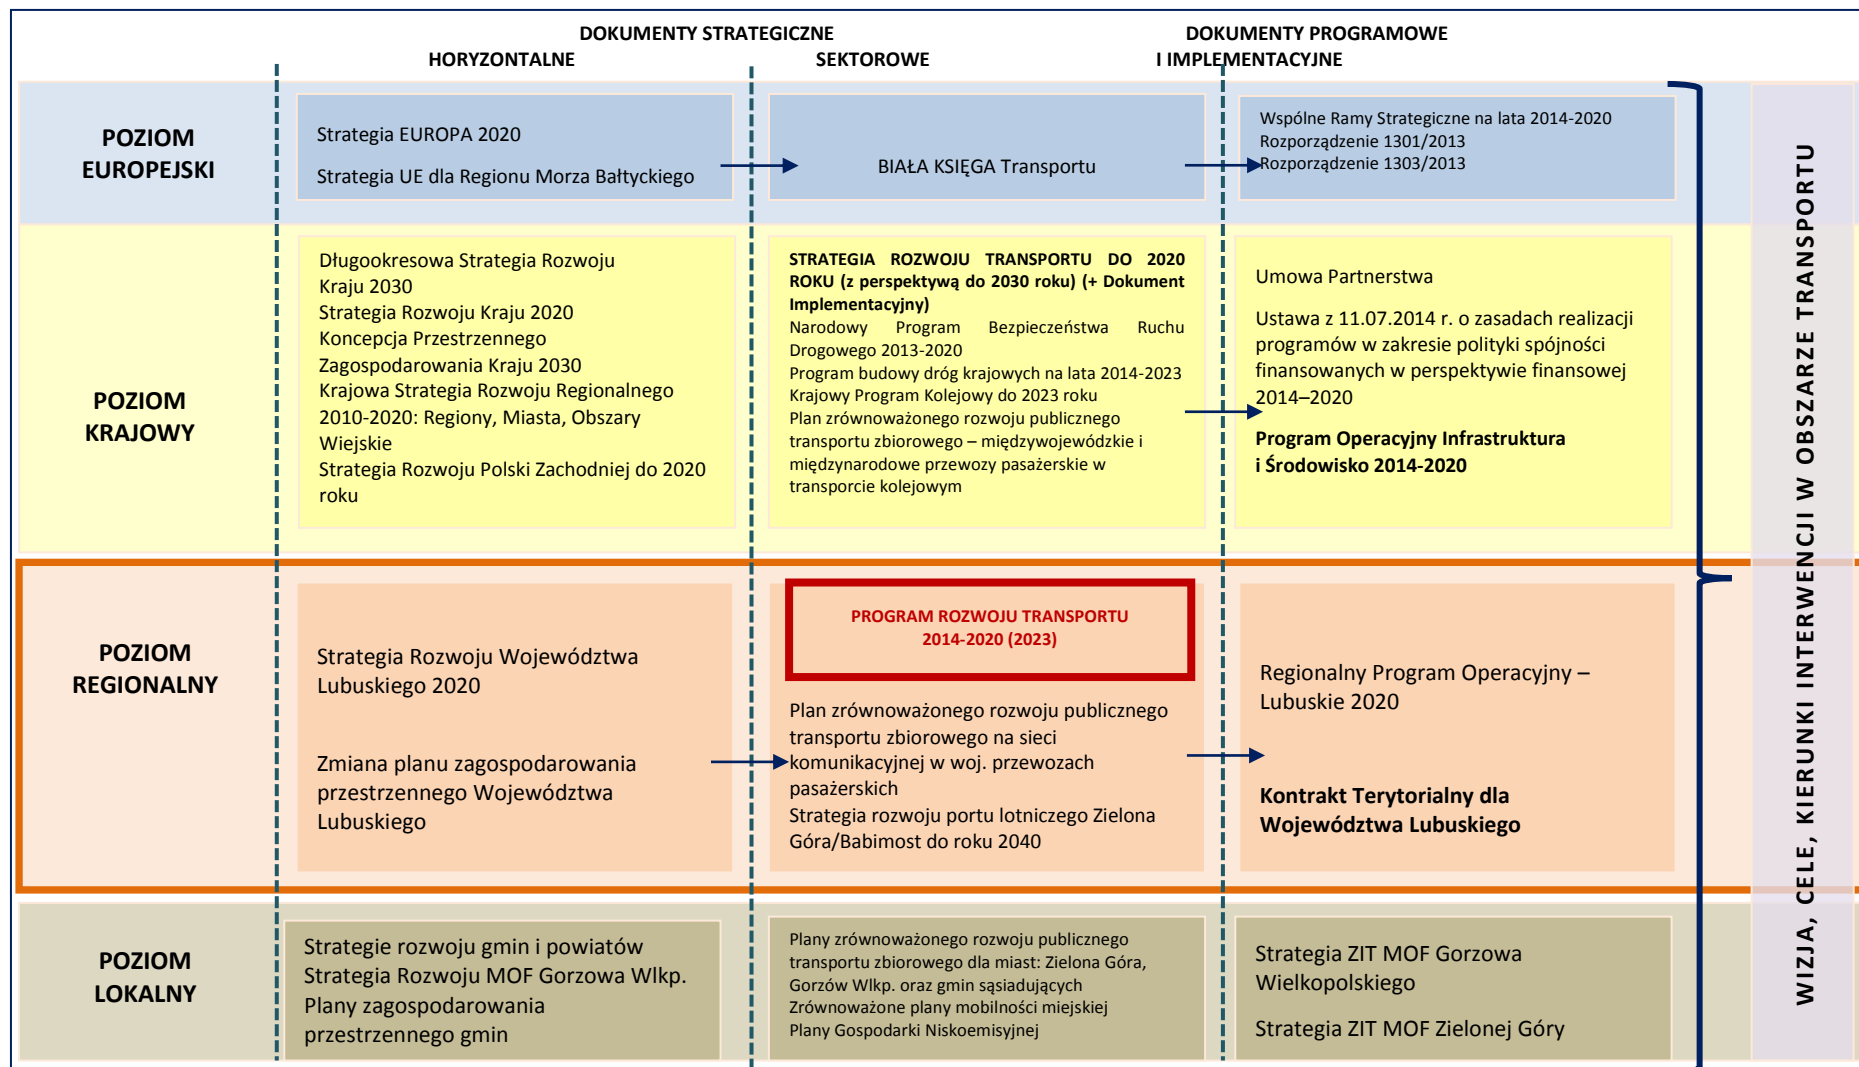 DOKUMENTY STRATEGICZNE
DOKUMENTY PROGRAMOWE
HORYZONTALNE
SEKTOROWE
I IMPLEMENTACYJNE
POZIOM
EUROPEJSKI
Strategia EUROPA 2020
Strategia UE dla Regionu Morza Bałtyckiego
BIAŁA KSIĘGA Transportu
Wspólne Ramy Strategiczne na lata 2014-2020
Rozporządzenie 1301/2013
Rozporządzenie 1303/2013
POZIOM
KRAJOWY
Długookresowa Strategia Rozwoju
Kraju 2030
Strategia Rozwoju Kraju 2020
Koncepcja Przestrzennego
Zagospodarowania Kraju 2030
Krajowa Strategia Rozwoju Regionalnego
2010-2020: Regiony, Miasta, Obszary
Wiejskie
Strategia Rozwoju Polski Zachodniej do 2020
roku
STRATEGIA ROZWOJU TRANSPORTU DO 2020
ROKU (z perspektywą do 2030 roku) (+ Dokument
Implementacyjny)
Narodowy Program Bezpieczeństwa Ruchu
Drogowego 2013-2020
Program budowy dróg krajowych na lata 2014-2023
Krajowy Program Kolejowy do 2023 roku
Plan zrównoważonego rozwoju publicznego
transportu zbiorowego – międzywojewódzkie i
międzynarodowe przewozy pasażerskie w
transporcie kolejowym
Umowa Partnerstwa
Ustawa z 11.07.2014 r. o zasadach realizacji
programów w zakresie polityki spójności
finansowanych w perspektywie finansowej
2014–2020
Program Operacyjny Infrastruktura
i Środowisko 2014-2020
POZIOM
REGIONALNY
Strategia Rozwoju Województwa
Lubuskiego 2020
Zmiana planu zagospodarowania
przestrzennego Województwa
Lubuskiego
PROGRAM ROZWOJU TRANSPORTU
2014-2020 (2023)
Plan zrównoważonego rozwoju publicznego
transportu zbiorowego na sieci
komunikacyjnej w woj. przewozach
pasażerskich
Strategia rozwoju portu lotniczego Zielona
Góra/Babimost do roku 2040
Regionalny Program Operacyjny –
Lubuskie 2020
Kontrakt Terytorialny dla
Województwa Lubuskiego
POZIOM
LOKALNY
Strategie rozwoju gmin i powiatów
Strategia Rozwoju MOF Gorzowa Wlkp.
Plany zagospodarowania
przestrzennego gmin
Plany zrównoważonego rozwoju publicznego
transportu zbiorowego dla miast: Zielona Góra,
Gorzów Wlkp. oraz gmin sąsiadujących
Zrównoważone plany mobilności miejskiej
Plany Gospodarki Niskoemisyjnej
Strategia ZIT MOF Gorzowa
Wielkopolskiego
Strategia ZIT MOF Zielonej Góry
WIZJA, CELE, KIERUNKI INTERWENCJI W OBSZARZE TRANSPORTU